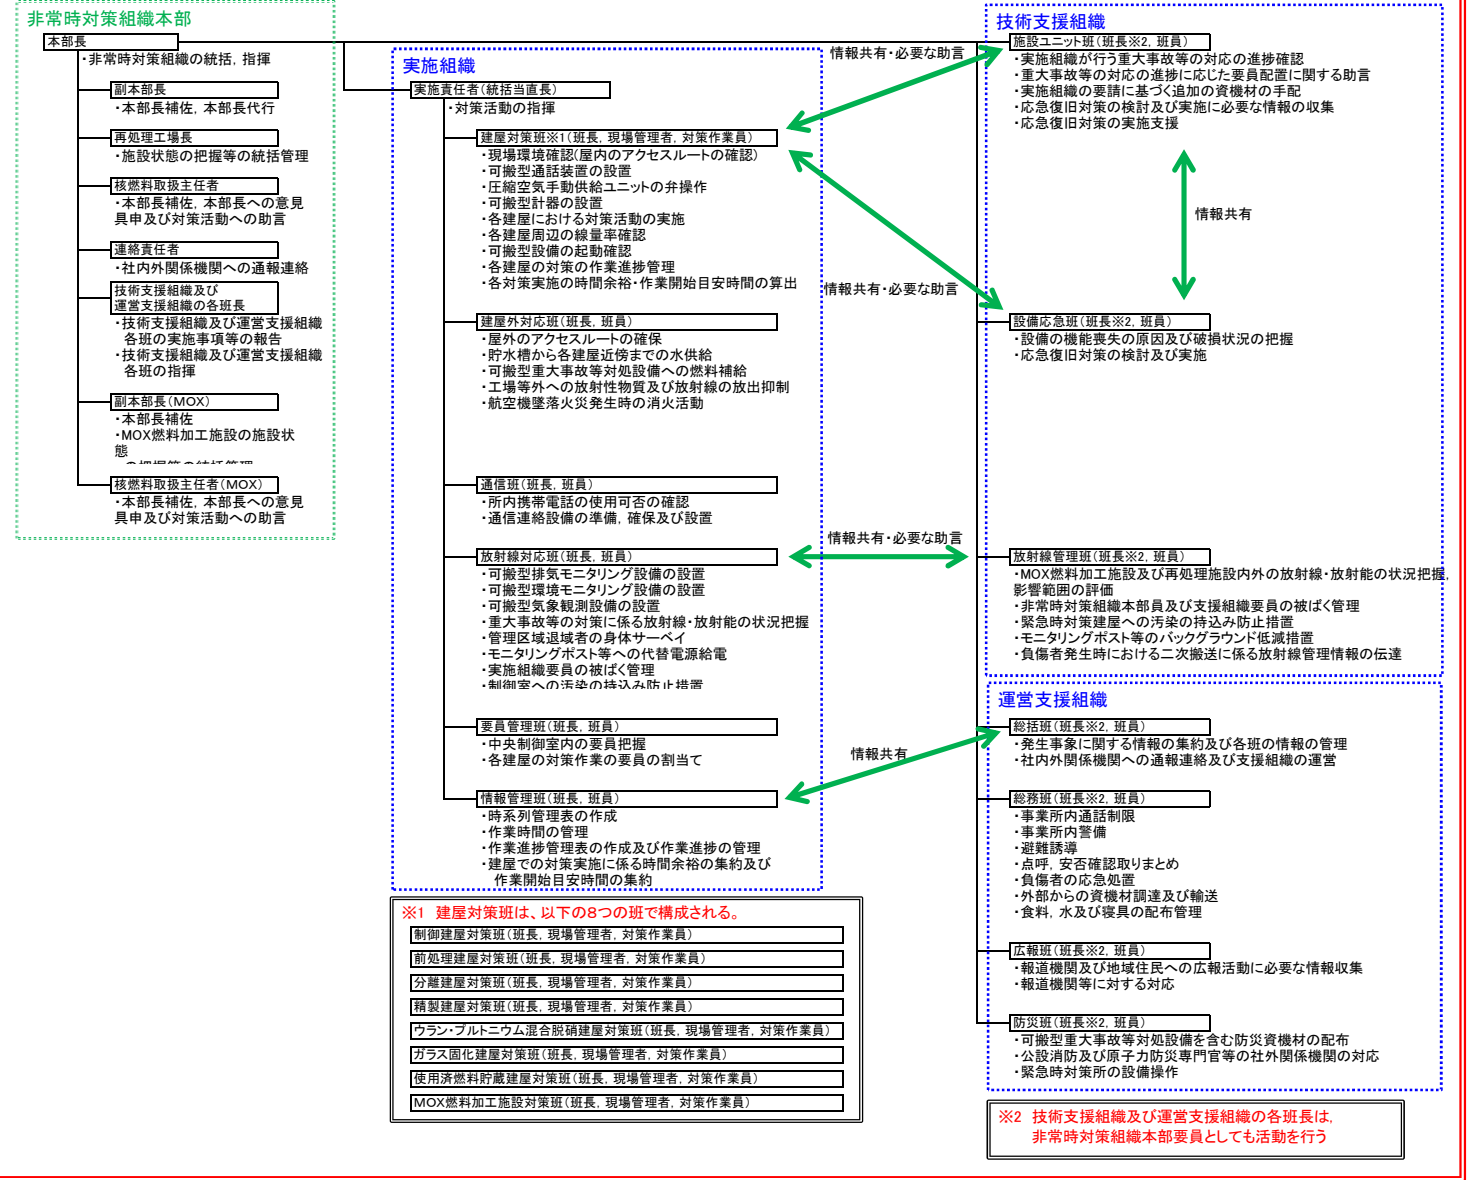 非常時対策組織本部
本部長
・非常時対策組織の統括，指揮
副本部長
・本部長補佐，本部長代行
再処理工場長
・施設状態の把握等の統括管理
核燃料取扱主任者
・本部長補佐，本部長への意見
具申及び対策活動への助言
連絡責任者
・社内外関係機関への通報連絡
技術支援組織及び
運営支援組織の各班長
・技術支援組織及び運営支援組織
各班の実施事項等の報告
・技術支援組織及び運営支援組織
各班の指揮
副本部長（MOX）
・本部長補佐
・MOX燃料加工施設の施設状
態
の把握等の統括管理
核燃料取扱主任者（MOX）
・本部長補佐，本部長への意見
具申及び対策活動への助言
実施組織
実施責任者（統括当直長）
・対策活動の指揮
建屋対策班※1（班長，現場管理者，対策作業員）
・現場環境確認（屋内のアクセスルートの確認）
・可搬型通話装置の設置
・圧縮空気手動供給ユニットの弁操作
・可搬型計器の設置
・各建屋における対策活動の実施
・各建屋周辺の線量率確認
・可搬型設備の起動確認
・各建屋の対策の作業進捗管理
・各対策実施の時間余裕・作業開始目安時間の算出
建屋外対応班（班長，班員）
・屋外のアクセスルートの確保
・貯水槽から各建屋近傍までの水供給
・可搬型重大事故等対処設備への燃料補給
・工場等外への放射性物質及び放射線の放出抑制
・航空機墜落火災発生時の消火活動
通信班（班長，班員）
・所内携帯電話の使用可否の確認
・通信連絡設備の準備，確保及び設置
放射線対応班（班長，班員）
・可搬型排気モニタリング設備の設置
・可搬型環境モニタリング設備の設置
・可搬型気象観測設備の設置
・重大事故等の対策に係る放射線・放射能の状況把握
・管理区域退域者の身体サーベイ
・モニタリングポスト等への代替電源給電
・実施組織要員の被ばく管理
・制御室への汚染の持込み防止措置
要員管理班（班長，班員）
・中央制御室内の要員把握
・各建屋の対策作業の要員の割当て
情報管理班（班長，班員）
・時系列管理表の作成
・作業時間の管理
・作業進捗管理表の作成及び作業進捗の管理
・建屋での対策実施に係る時間余裕の集約及び
作業開始目安時間の集約
※1　建屋対策班は、以下の8つの班で構成される。
制御建屋対策班（班長，現場管理者，対策作業員）
前処理建屋対策班（班長，現場管理者，対策作業員）
分離建屋対策班（班長，現場管理者，対策作業員）
精製建屋対策班（班長，現場管理者，対策作業員）
ウラン・プルトニウム混合脱硝建屋対策班（班長，現場管理者，対策作業員）
ガラス固化建屋対策班（班長，現場管理者，対策作業員）
使用済燃料貯蔵建屋対策班（班長，現場管理者，対策作業員）
MOX燃料加工施設対策班（班長，現場管理者，対策作業員）
情報共有・必要な助言
情報共有・必要な助言
情報共有・必要な助言
情報共有
技術支援組織
施設ユニット班（班長※2，班員）
・実施組織が行う重大事故等の対応の進捗確認
・重大事故等の対応の進捗に応じた要員配置に関する助言
・実施組織の要請に基づく追加の資機材の手配
・応急復旧対策の検討及び実施に必要な情報の収集
・応急復旧対策の実施支援
情報共有
設備応急班（班長※2，班員）
・設備の機能喪失の原因及び破損状況の把握
・応急復旧対策の検討及び実施
放射線管理班（班長※2，班員）
・MOX燃料加工施設及び再処理施設内外の放射線・放射能の状況把握，
影響範囲の評価
・非常時対策組織本部員及び支援組織要員の被ばく管理
・緊急時対策建屋への汚染の持込み防止措置
・モニタリングポスト等のバックグラウンド低減措置
・負傷者発生時における二次搬送に係る放射線管理情報の伝達
運営支援組織
総括班（班長※2，班員）
・発生事象に関する情報の集約及び各班の情報の管理
・社内外関係機関への通報連絡及び支援組織の運営
総務班（班長※2，班員）
・事業所内通話制限
・事業所内警備
・避難誘導
・点呼，安否確認取りまとめ
・負傷者の応急処置
・外部からの資機材調達及び輸送
・食料，水及び寝具の配布管理
広報班（班長※2，班員）
・報道機関及び地域住民への広報活動に必要な情報収集
・報道機関等に対する対応
防災班（班長※2，班員）
・可搬型重大事故等対処設備を含む防災資機材の配布
・公設消防及び原子力防災専門官等の社外関係機関の対応
・緊急時対策所の設備操作
※2　技術支援組織及び運営支援組織の各班長は，
非常時対策組織本部要員としても活動を行う